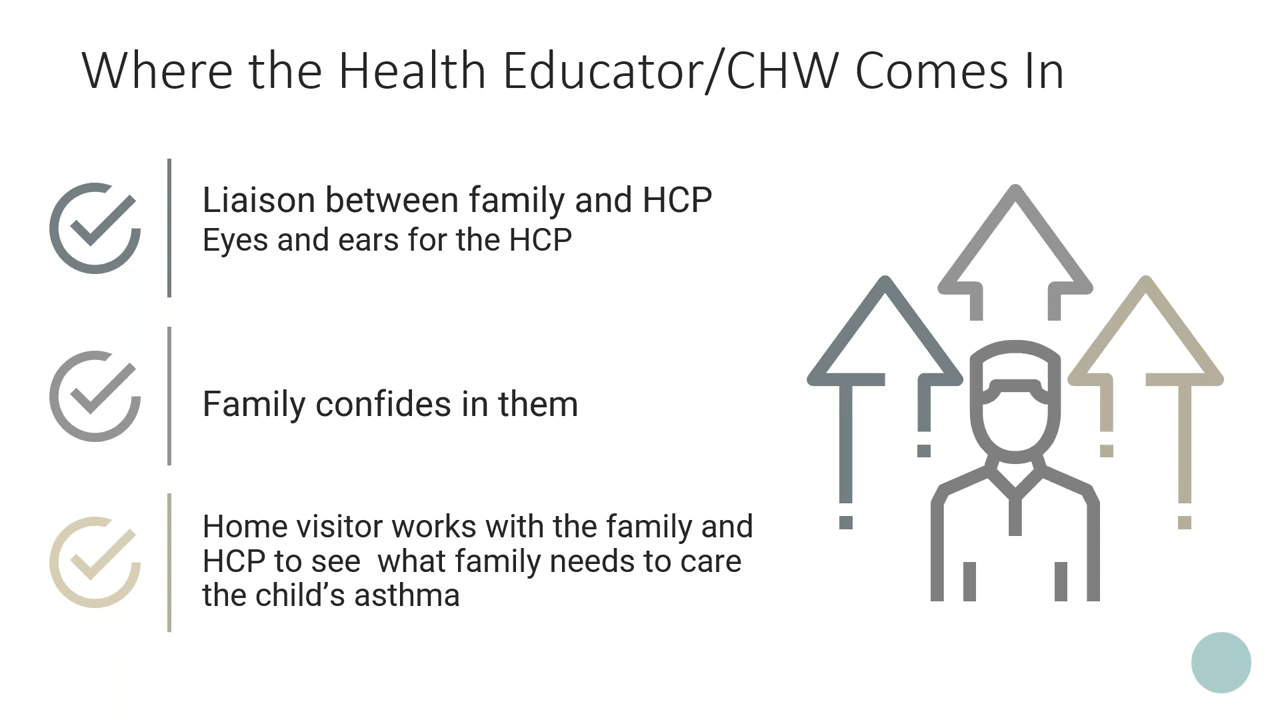 Where the Health Educator/CHW Comes In
Liaison between family and HCP
Eyes and ears for the HCP
Family confides in them
Home visitor works with the family and
HCP to see  what family needs to care
the child’s asthma